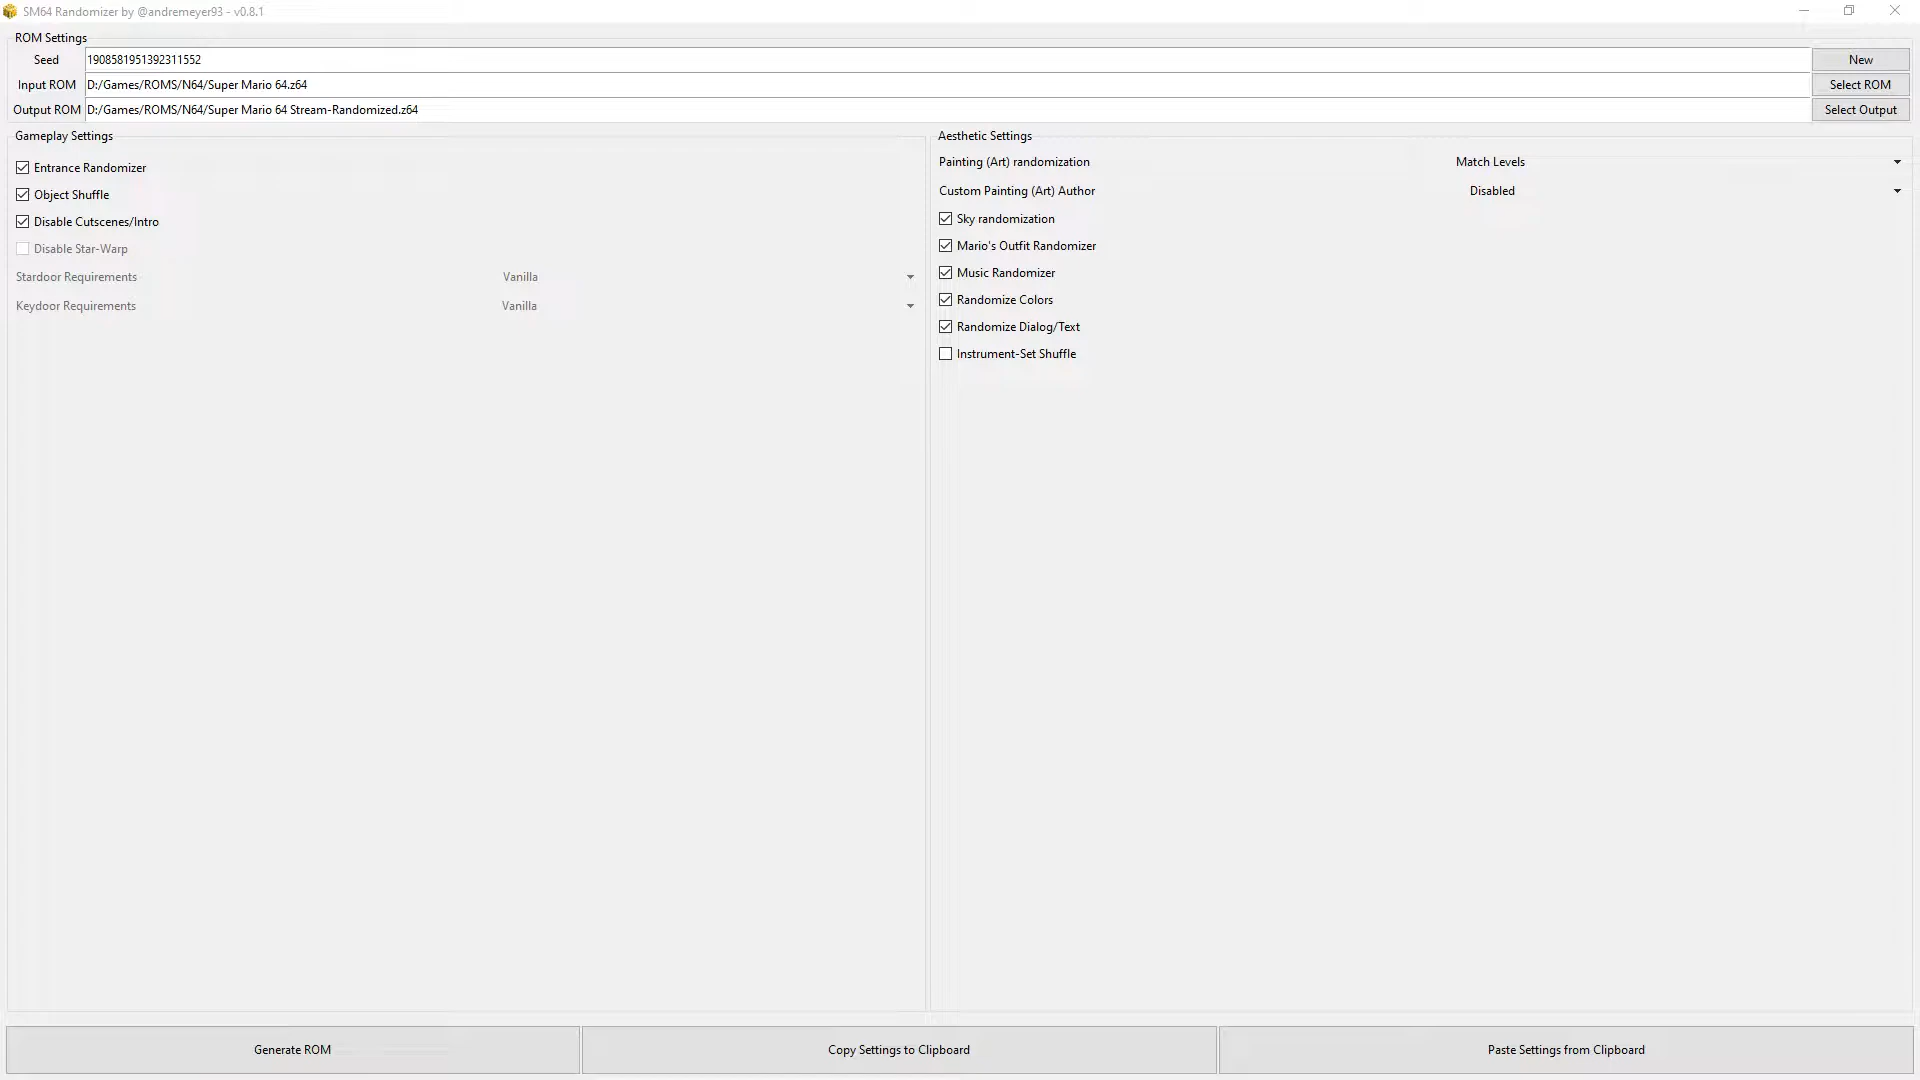 SM64 Randomizer by @andremeyer93 - v0.8.1
ROM Settings
Seed 1908581951392311552 New
Input ROM D:/Games/ROMS/N64/Super Mario 64.z64 Select ROM
Output ROM D:/Games/ROMS/N64/Super Mario 64 Stream-Randomized.z64 Select Output
Gameplay Settings
Entrance Randomizer
Object Shuffle
Disable Cutscenes/Intro
Disable Star-Warp
Stardoor Requirements Vanilla
Keydoor Requirements Vanilla
Aesthetic Settings
Painting (Art) randomization Match Levels
Custom Painting (Art) Author Disabled
Sky randomization
Mario's Outfit Randomizer
Music Randomizer
Randomize Colors
Randomize Dialog/Text
Instrument-Set Shuffle
Generate ROM Copy Settings to Clipboard Paste Settings from Clipboard